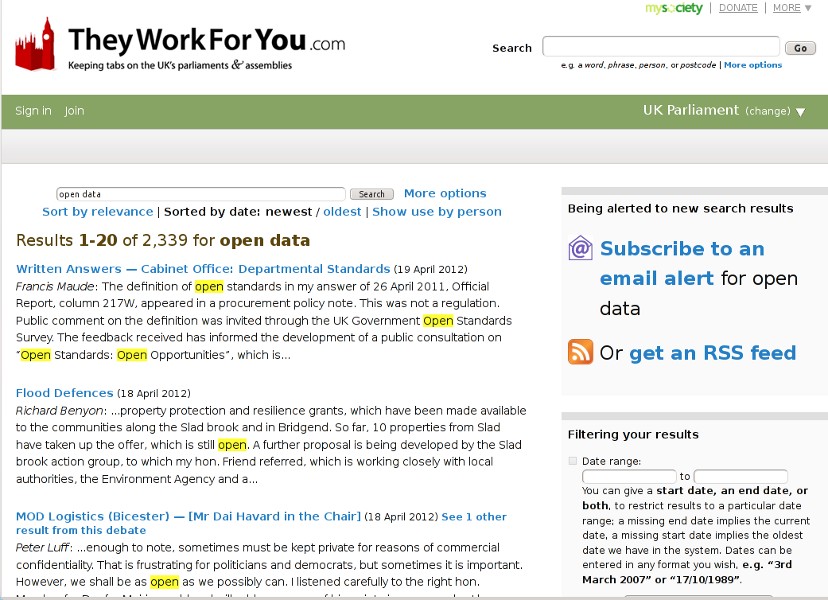 mysociety | DONATE | MORE ▼
TheyWorkForYou.com
Keeping tabs on the UK's parliaments & assemblies
Search Go
e.g. a word, phrase, person, or postcode | More options
Sign in Join
UK Parliament (change) ▼
open data Search More options
Sort by relevance | Sorted by date: newest / oldest | Show use by person
Results 1-20 of 2,339 for open data
Written Answers — Cabinet Office: Departmental Standards (19 April 2012)
Francis Maude: The definition of open standards in my answer of 26 April 2011, Official
Report, column 217W, appeared in a procurement policy note. This was not a regulation.
Public comment on the definition was invited through the UK Government Open Standards
Survey. The feedback received has informed the development of a public consultation on
“Open Standards: Open Opportunities”, which is...
Flood Defences (18 April 2012)
Richard Benyon: ...property protection and resilience grants, which have been made available
to the communities along the Slad brook and in Bridgend. So far, 10 properties from Slad
have taken up the offer, which is still open. A further proposal is being developed by the Slad
brook action group, to which my hon. Friend referred, which is working closely with local
authorities, the Environment Agency and a...
MOD Logistics (Bicester) — [Mr Dai Havard in the Chair] (18 April 2012) See 1 other
result from this debate
Peter Luff: ...enough to note, sometimes must be kept private for reasons of commercial
confidentiality. That is frustrating for politicians and democrats, but sometimes it is important.
However, we shall be as open as we possibly can. I listened carefully to the right hon.
Being alerted to new search results
Subscribe to an
email alert for open
data
Or get an RSS feed
Filtering your results
Date range:
to
You can give a start date, an end date, or
both, to restrict results to a particular date
range; a missing end date implies the current
date, a missing start date implies the oldest
date we have in the system. Dates can be
entered in any format you wish, e.g. “3rd
March 2007” or “17/10/1989”.